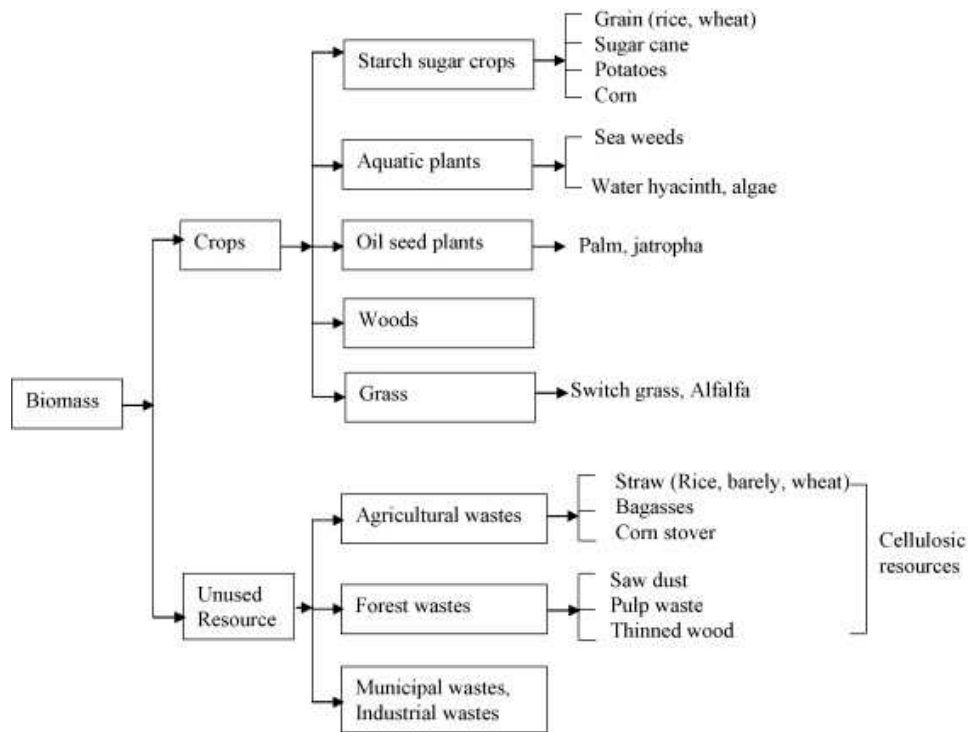 Grain (rice, wheat)
Sugar cane
Potatoes
Corn
Starch sugar crops
Sea weeds
Aquatic plants
Water hyacinth, algae
Crops
Oil seed plants
Palm, jatropha
Woods
Biomass
Grass
Switch grass, Alfalfa
Straw (Rice, barely, wheat)
Agricultural wastes
Bagasses
Corn stover
Cellulosic
resources
Unused
Resource
Forest wastes
Saw dust
Pulp waste
Thinned wood
Municipal wastes,
Industrial wastes